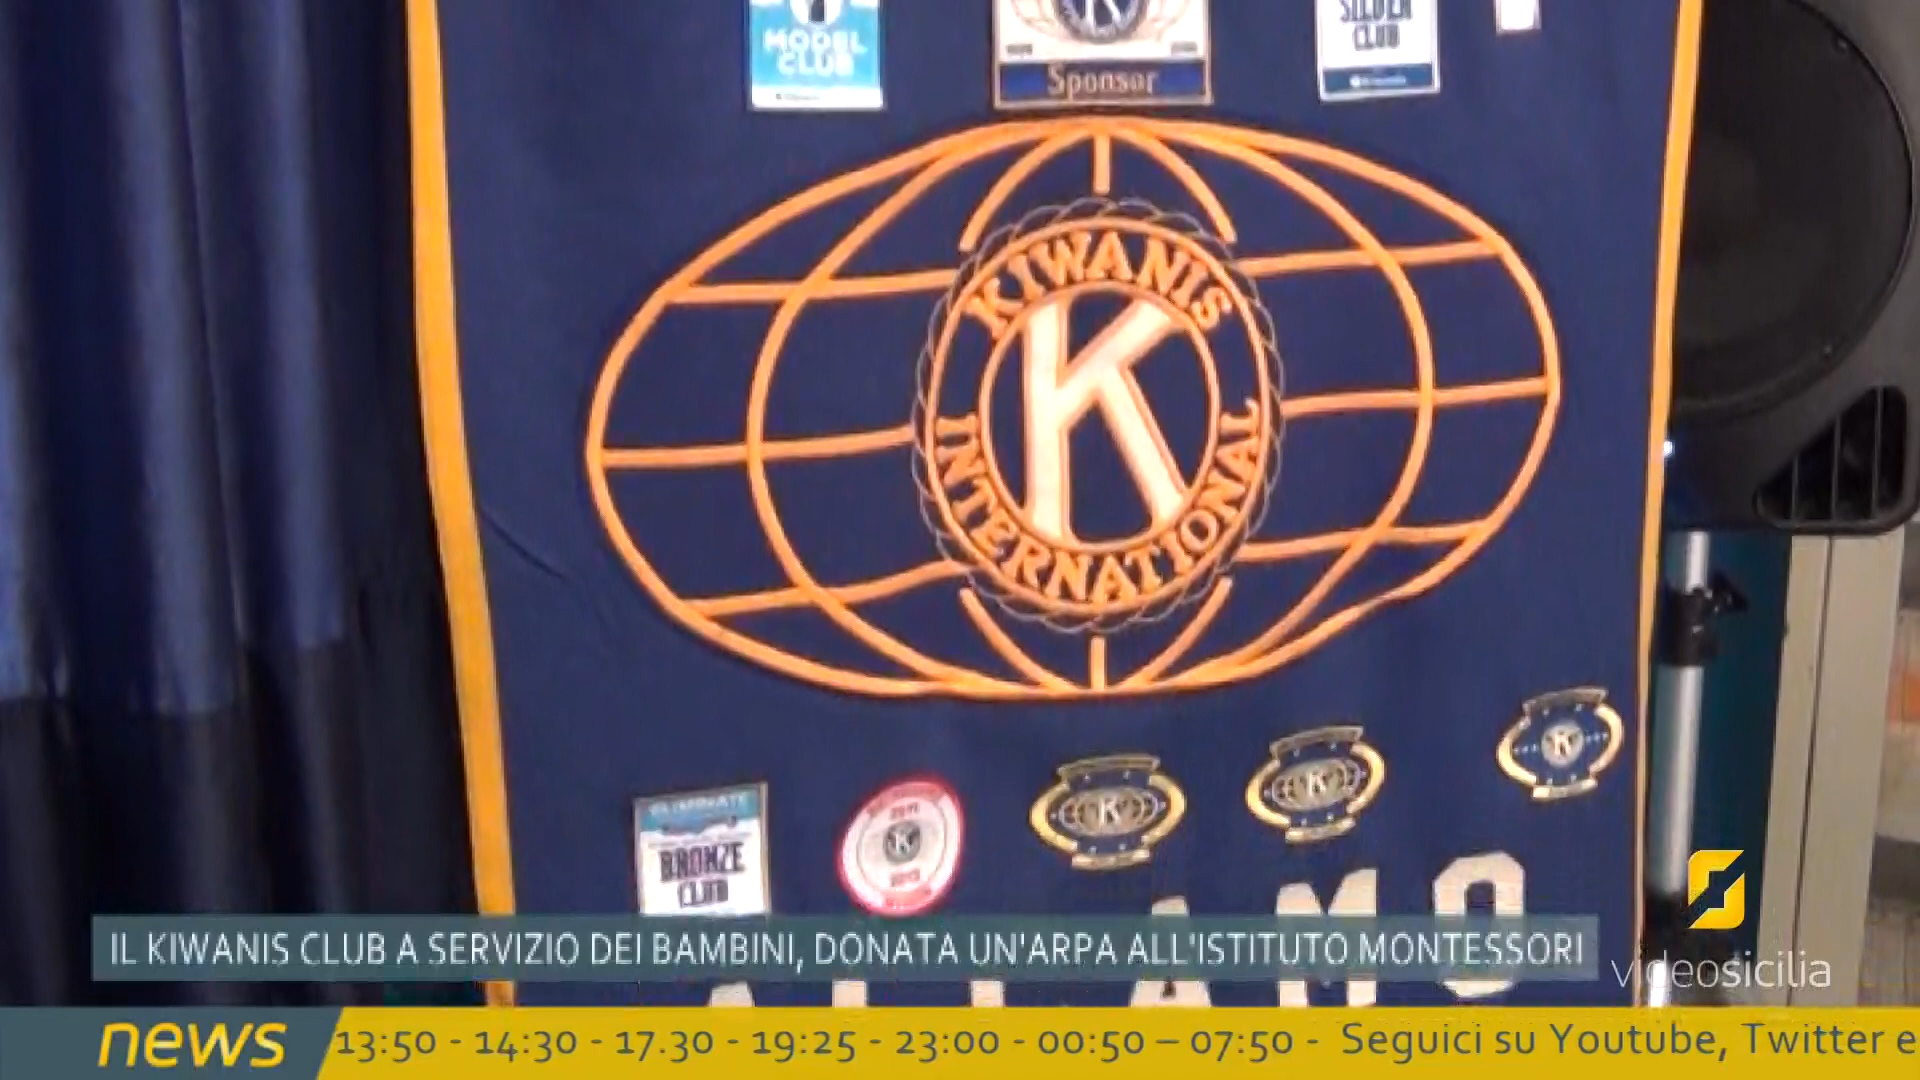 MODEL
CLUB
Sponsor
SILVER
CLUB
KIWANIS
K
INTERNATIONAL
K
K
K
ELIMINATE
BRONZE
CLUB
K
IL KIWANIS CLUB A SERVIZIO DEI BAMBINI, DONATA UN'ARPA ALL'ISTITUTO MONTESSORI
videosicilia
news
13:50 - 14:30 - 17.30 - 19:25 - 23:00 - 00:50 – 07:50 - Seguici su Youtube, Twitter e